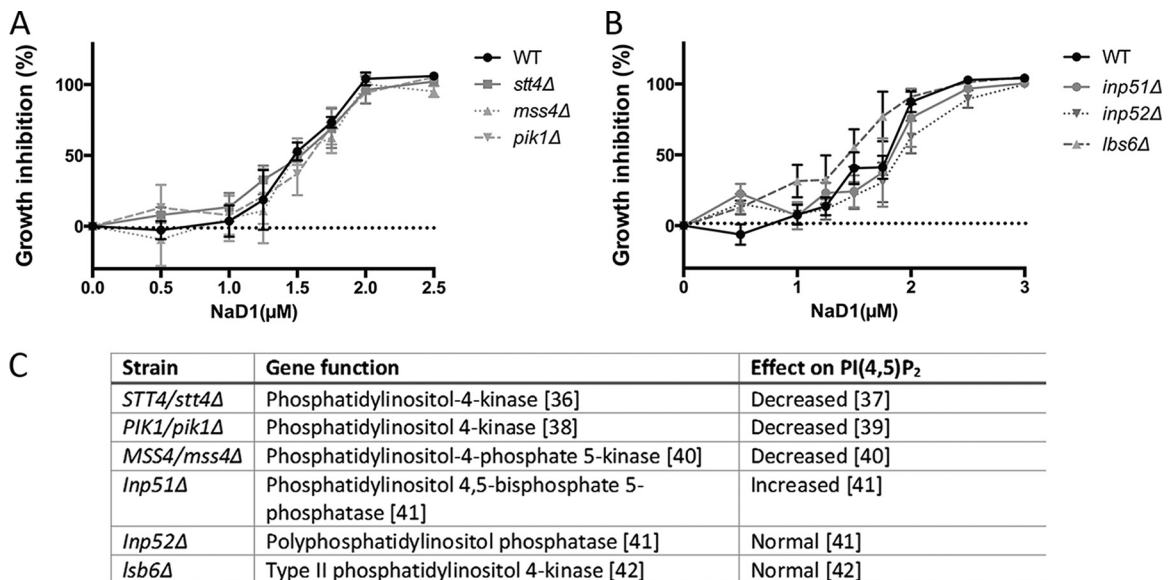 A
Growth inhibition (%)
100
50
0
0.0 0.5 1.0 1.5 2.0 2.5
NaD1(µM)
WT
stt4Δ
mss4Δ
pik1Δ
B
Growth inhibition (%)
100
50
0
0 1 2 3
NaD1(µM)
WT
inp51Δ
inp52Δ
lbs6Δ
C
Strain Gene function Effect on PI(4,5)P₂
STT4/stt4Δ Phosphatidylinositol-4-kinase [36] Decreased [37]
PIK1/pik1Δ Phosphatidylinositol 4-kinase [38] Decreased [39]
MSS4/mss4Δ Phosphatidylinositol-4-phosphate 5-kinase [40] Decreased [40]
Inp51Δ Phosphatidylinositol 4,5-bisphosphate 5- Increased [41]
phosphatase [41]
Inp52Δ Polyphosphatidylinositol phosphatase [41] Normal [41]
lsb6Δ Type II phosphatidylinositol 4-kinase [42] Normal [42]